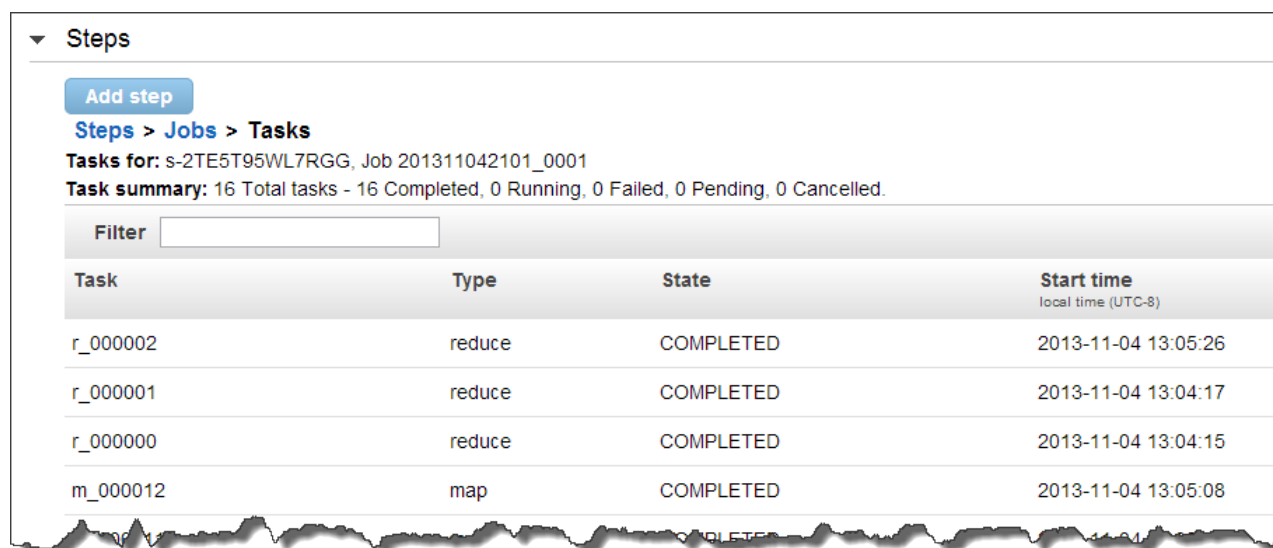 Steps
Add step
Steps > Jobs > Tasks
Tasks for: s-2TE5T95WL7RGG, Job 201311042101_0001
Task summary: 16 Total tasks - 16 Completed, 0 Running, 0 Failed, 0 Pending, 0 Cancelled.
Filter
Task Type State Start time
local time (UTC-8)
r_000002 reduce COMPLETED 2013-11-04 13:05:26
r_000001 reduce COMPLETED 2013-11-04 13:04:17
r_000000 reduce COMPLETED 2013-11-04 13:04:15
m_000012 map COMPLETED 2013-11-04 13:05:08